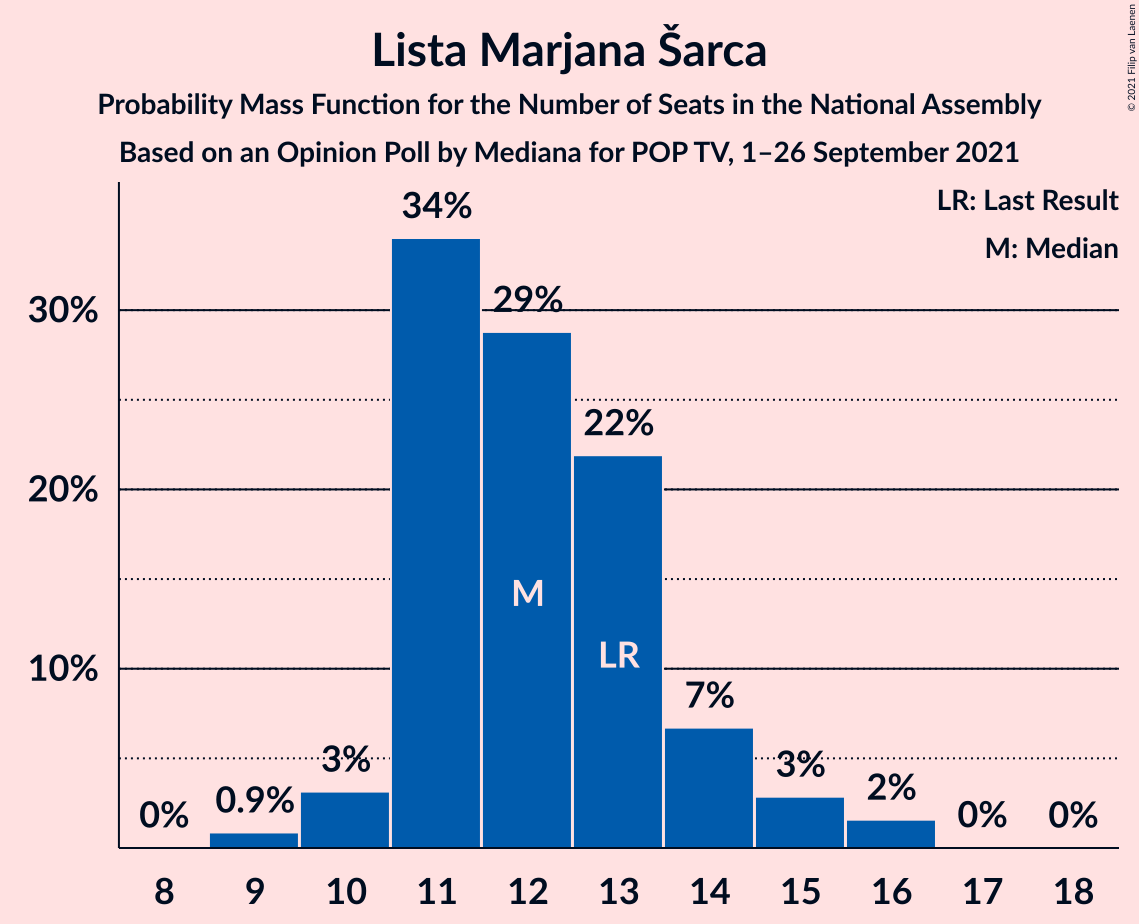 Lista Marjana Šarca
Probability Mass Function for the Number of Seats in the National Assembly
Based on an Opinion Poll by Mediana for POP TV, 1–26 September 2021
© 2021 Filip van Laenen
LR: Last Result
M: Median
30%
20%
10%
0%
0.9%
3%
34%
29%
22%
7%
3%
2%
0%
0%
M
LR
8 9 10 11 12 13 14 15 16 17 18